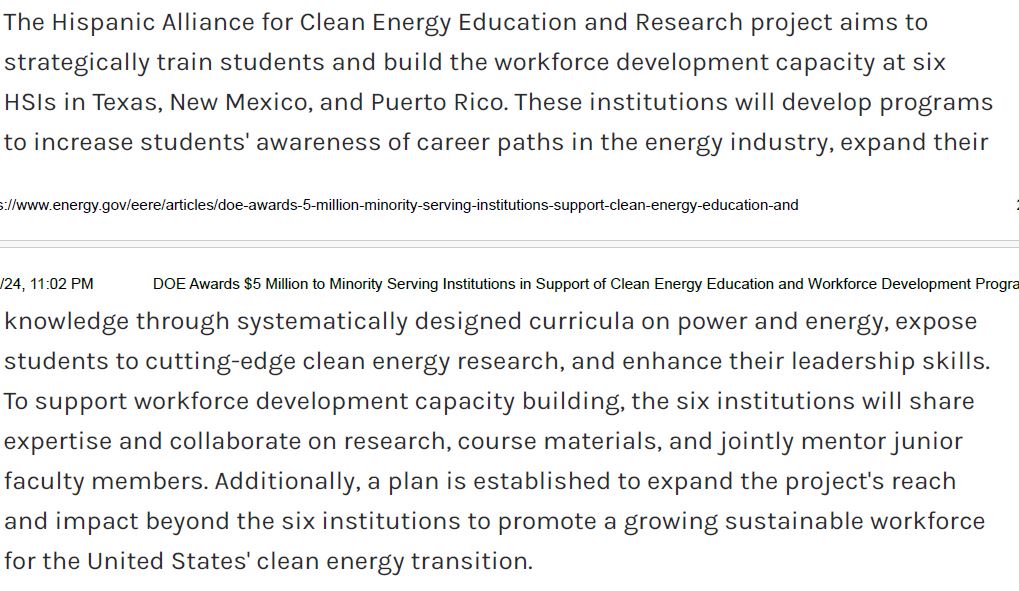 The Hispanic Alliance for Clean Energy Education and Research project aims to
strategically train students and build the workforce development capacity at six
HSIs in Texas, New Mexico, and Puerto Rico. These institutions will develop programs
to increase students' awareness of career paths in the energy industry, expand their
s://www.energy.gov/eere/articles/doe-awards-5-million-minority-serving-institutions-support-clean-energy-education-and
/24, 11:02 PM DOE Awards $5 Million to Minority Serving Institutions in Support of Clean Energy Education and Workforce Development Progra
knowledge through systematically designed curricula on power and energy, expose
students to cutting-edge clean energy research, and enhance their leadership skills.
To support workforce development capacity building, the six institutions will share
expertise and collaborate on research, course materials, and jointly mentor junior
faculty members. Additionally, a plan is established to expand the project's reach
and impact beyond the six institutions to promote a growing sustainable workforce
for the United States' clean energy transition.